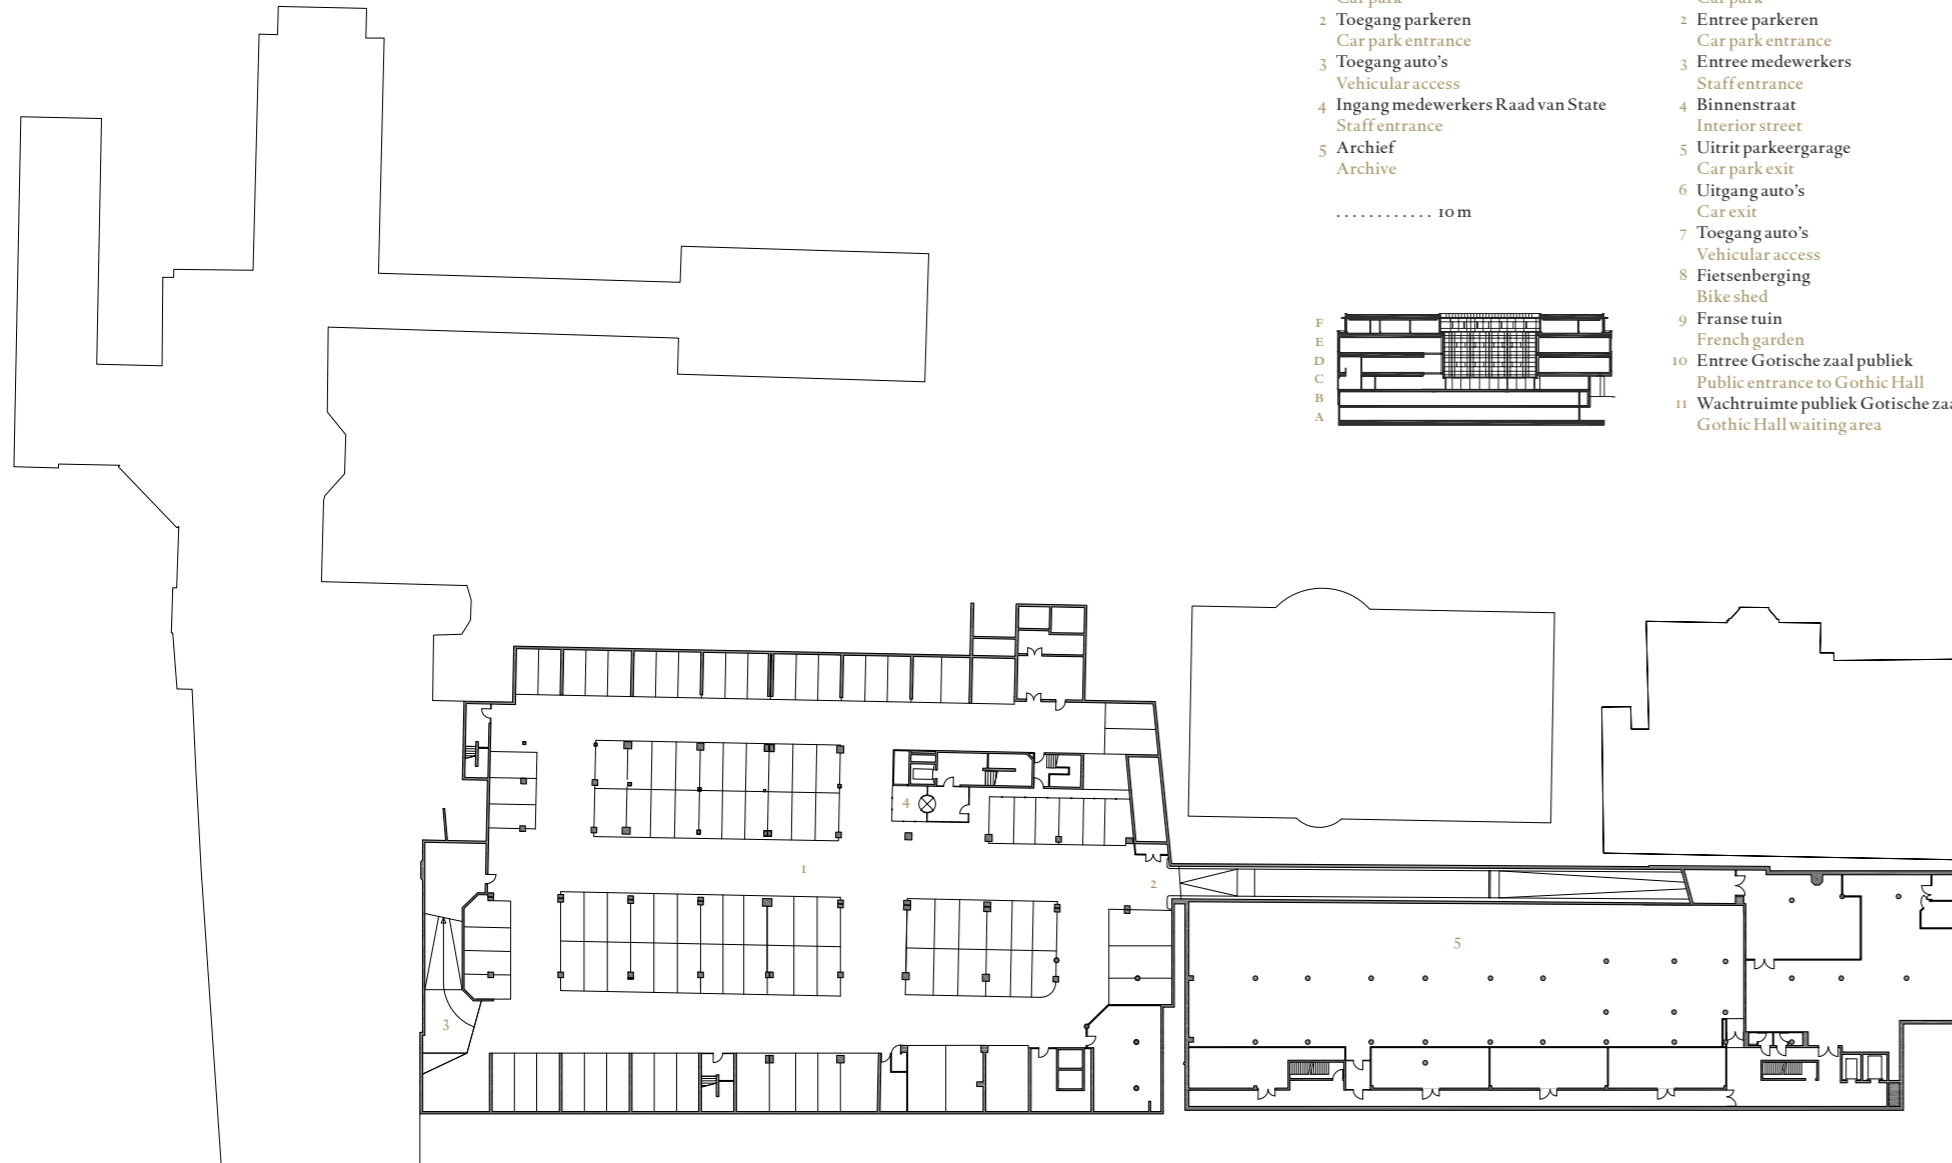 Car park
2 Toegang parkeren
Car park entrance
3 Toegang auto's
Vehicular access
4 Ingang medewerkers Raad van State
Staff entrance
5 Archief
Archive
............ 10 m
Car park
2 Entree parkeren
Car park entrance
3 Entree medewerkers
Staff entrance
4 Binnenstraat
Interior street
5 Uitrit parkeergarage
Car park exit
6 Uitgang auto's
Car exit
7 Toegang auto's
Vehicular access
8 Fietsenberging
Bike shed
9 Franse tuin
French garden
10 Entree Gotische zaal publiek
Public entrance to Gothic Hall
11 Wachtruimte publiek Gotische zaa
Gothic Hall waiting area
F
E
D
C
B
A
4
1
2
5
3